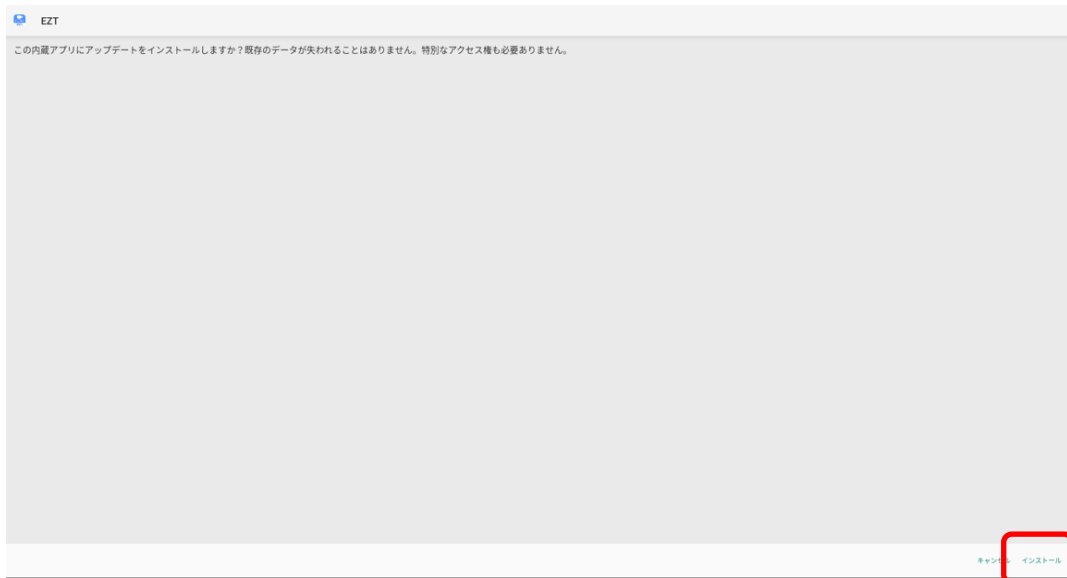 EZT
この内蔵アプリにアップデートをインストールしますか？既存のデータが失われることはありません。特別なアクセス権も必要ありません。
キャンセル インストール